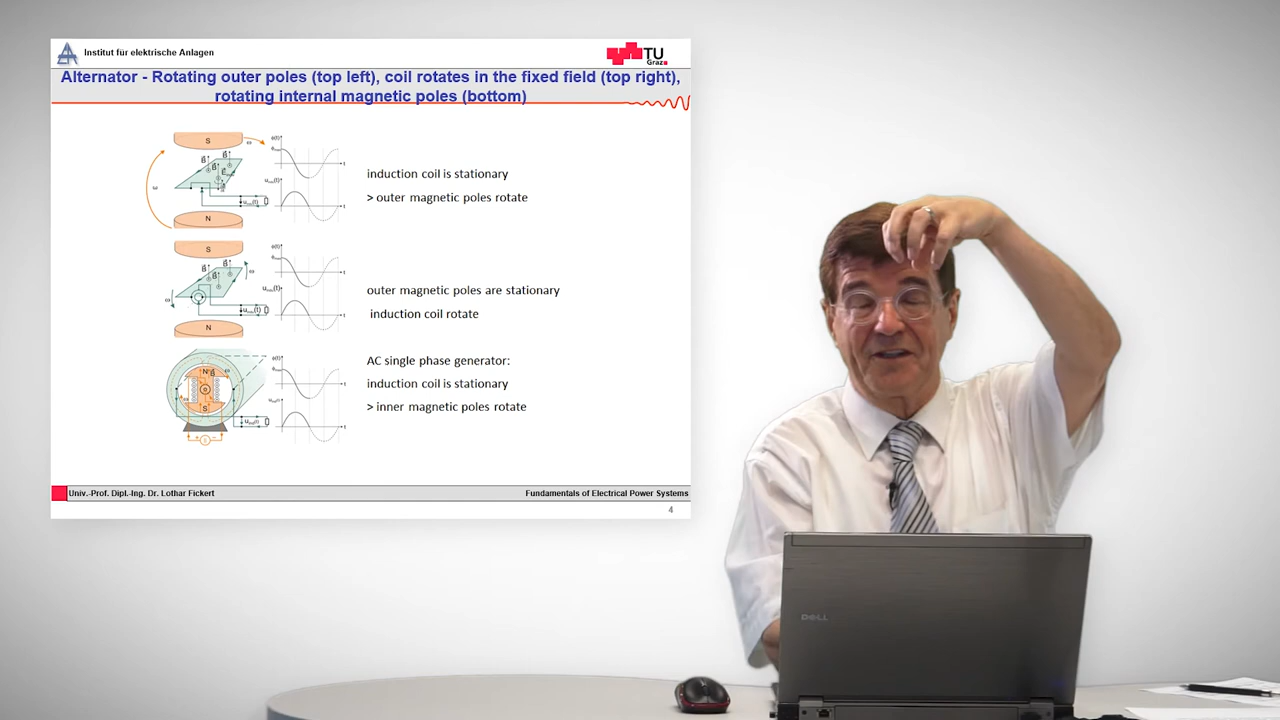 Institut für elektrische Anlagen
TU
Graz
Alternator - Rotating outer poles (top left), coil rotates in the fixed field (top right),
rotating internal magnetic poles (bottom)
S
N
induction coil is stationary
> outer magnetic poles rotate
S
N
outer magnetic poles are stationary
induction coil rotate
N
S
AC single phase generator:
induction coil is stationary
> inner magnetic poles rotate
Univ.-Prof. Dipl.-Ing. Dr. Lothar Fickert
Fundamentals of Electrical Power Systems
4
DELL